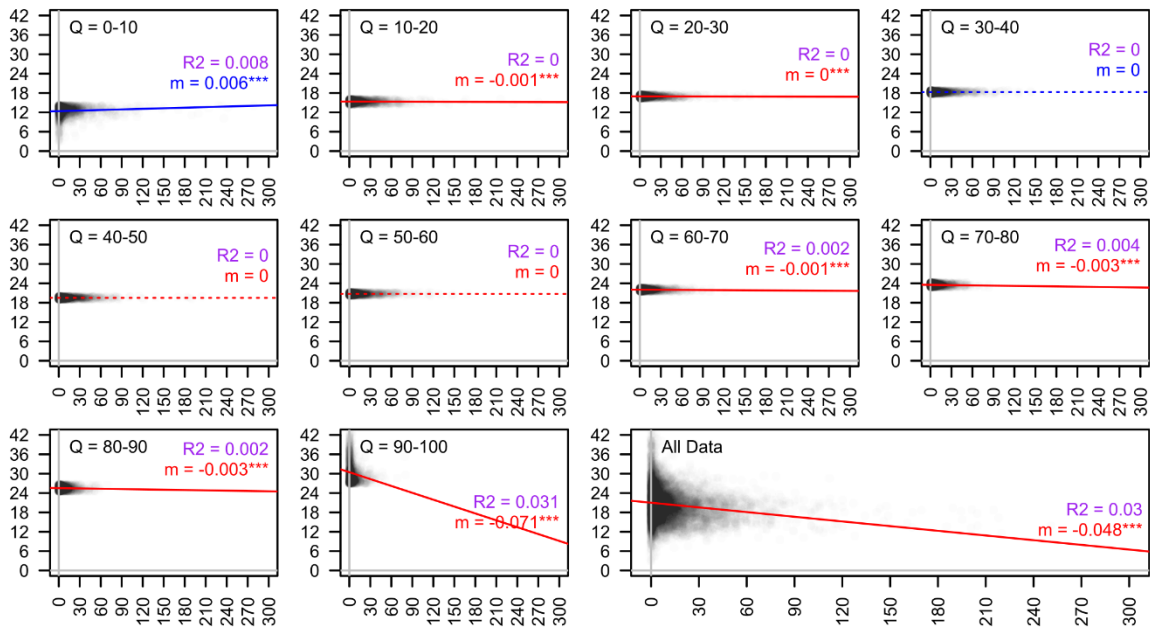 42 Q = 0-10 42 Q = 10-20 42 Q = 20-30 42 Q = 30-40
36 36 36 36
30 30 30 30
R2 = 0.008 R2 = 0 R2 = 0 R2 = 0
24 24 24 24
m = 0.006*** m = -0.001*** m = 0*** m = 0
18 18 18 18
12 12 12 12
6 6 6 6
0 0 0 0
0 30 60 90 120 150 180 210 240 270 300 0 30 60 90 120 150 180 210 240 270 300 0 30 60 90 120 150 180 210 240 270 300 0 30 60 90 120 150 180 210 240 270 300
42 Q = 40-50 42 Q = 50-60 42 Q = 60-70 42 Q = 70-80
36 R2 = 0 36 R2 = 0 36 R2 = 0.002 36 R2 = 0.004
30 m = 0 30 m = 0 30 m = -0.001*** 30 m = -0.003***
24 24 24 24
18 18 18 18
12 12 12 12
6 6 6 6
0 0 0 0
0 30 60 90 120 150 180 210 240 270 300 0 30 60 90 120 150 180 210 240 270 300 0 30 60 90 120 150 180 210 240 270 300 0 30 60 90 120 150 180 210 240 270 300
42 Q = 80-90 R2 = 0.002 42 Q = 90-100 42 All Data
36 m = -0.003*** 36 36
30 30 30
24 24 R2 = 0.031 24 R2 = 0.03
18 18 m = -0.071*** 18 m = -0.048***
12 12 12
6 6 6
0 0 0
0 30 60 90 120 150 180 210 240 270 300 0 30 60 90 120 150 180 210 240 270 300 0 30 60 90 120 150 180 210 240 270 300